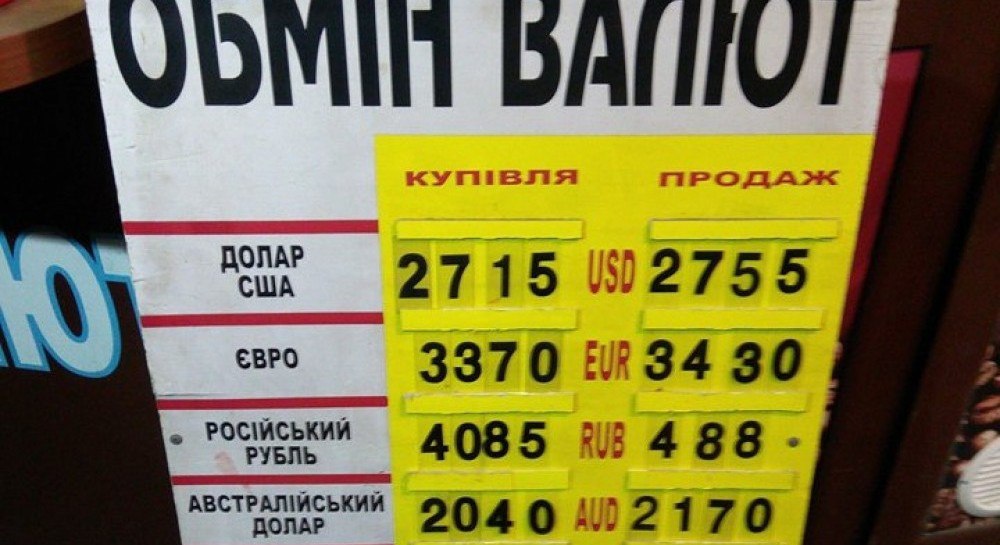 ОБМІН ВАЛЮТ
КУПІВЛЯ ПРОДАЖ
ДОЛАР
США
2715 USD 2755
ЄВРО
3370 EUR 3430
РОСІЙСЬКИЙ
РУБЛЬ
4085 RUB 488
АВСТРАЛІЙСЬКИЙ
ДОЛАР
2040 AUD 2170